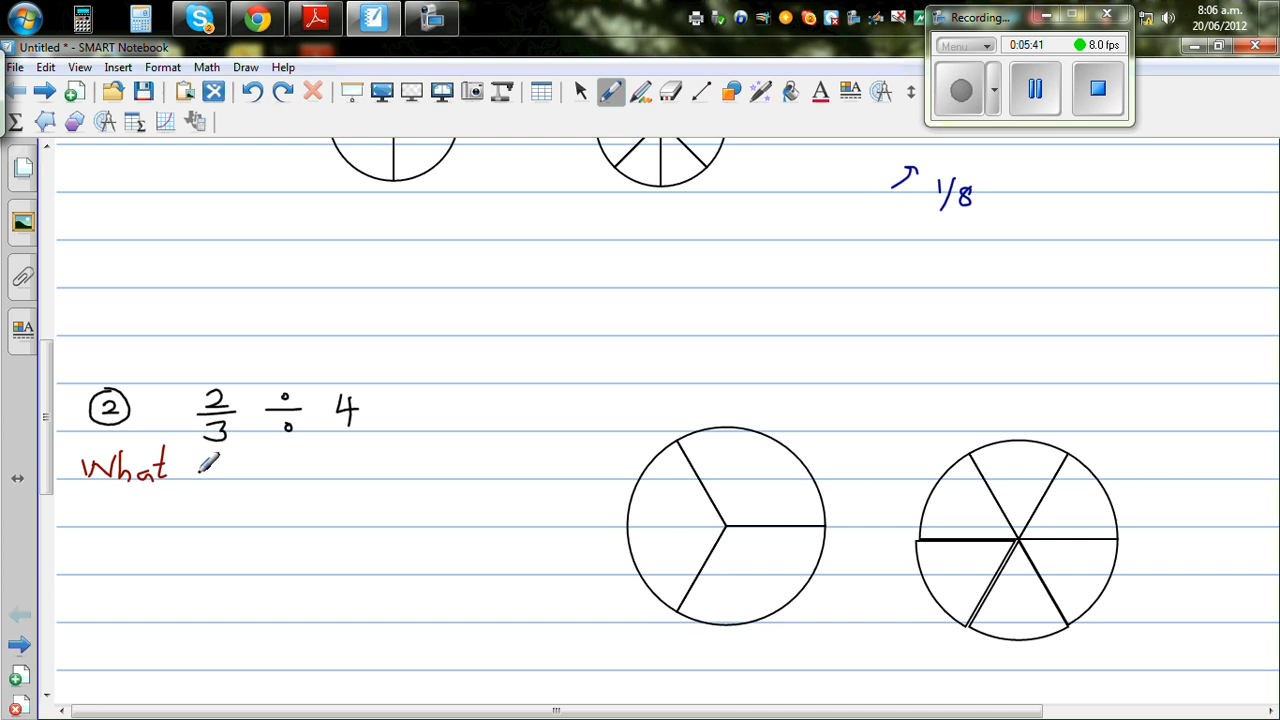 8:06 a.m.
20/06/2012
Recording...
Menu
0:05:41
8.0 fps
Untitled * - SMART Notebook
File Edit View Insert Format Math Draw Help
1/8
② 2/3 ÷ 4
What